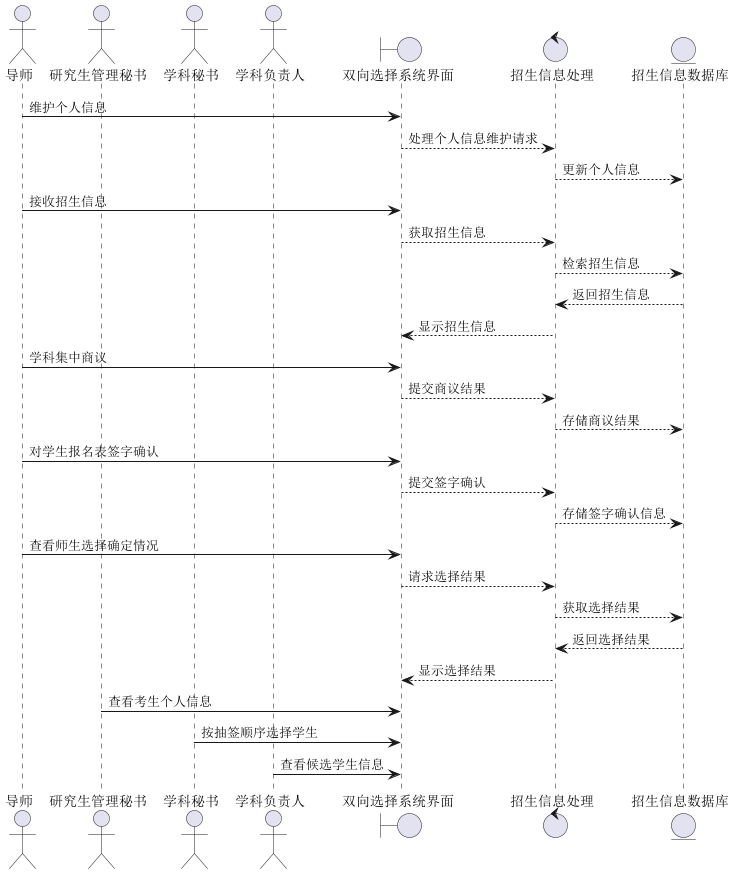 导师 研究生管理秘书 学科秘书 学科负责人 双向选择系统界面 招生信息处理 招生信息数据库
维护个人信息
处理个人信息维护请求
更新个人信息
接收招生信息
获取招生信息
检索招生信息
返回招生信息
显示招生信息
学科集中商议
提交商议结果
存储商议结果
对学生报名表签字确认
提交签字确认
存储签字确认信息
查看师生选择确定情况
请求选择结果
获取选择结果
返回选择结果
显示选择结果
查看考生个人信息
按抽签顺序选择学生
查看候选学生信息
导师 研究生管理秘书 学科秘书 学科负责人 双向选择系统界面 招生信息处理 招生信息数据库